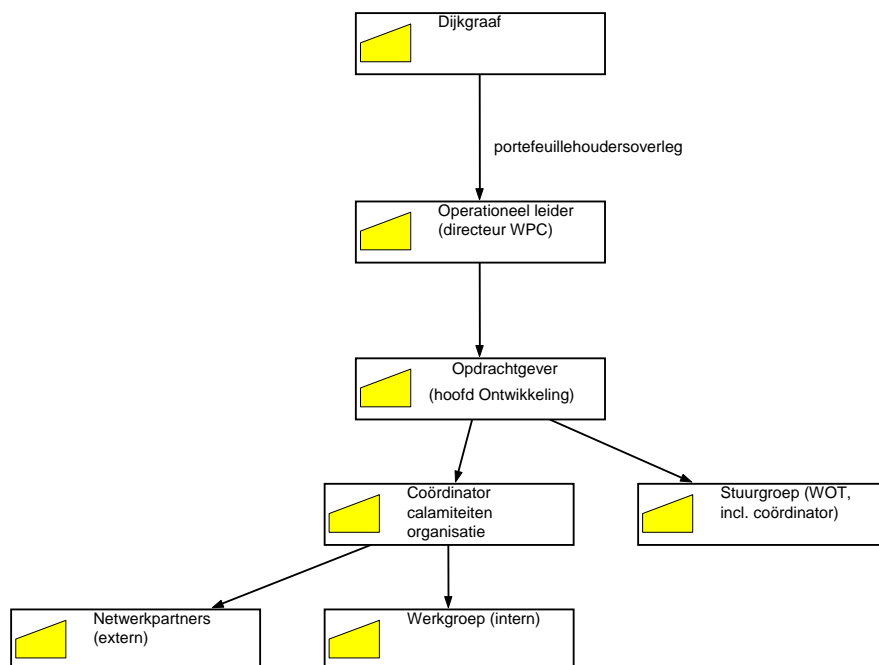 Dijkgraaf
portefeuillehoudersoverleg
Operationeel leider
(directeur WPC)
Opdrachtgever
(hoofd Ontwikkeling)
Coördinator
calamiteiten
organisatie
Stuurgroep (WOT,
incl. coördinator)
Netwerkpartners
(extern)
Werkgroep (intern)